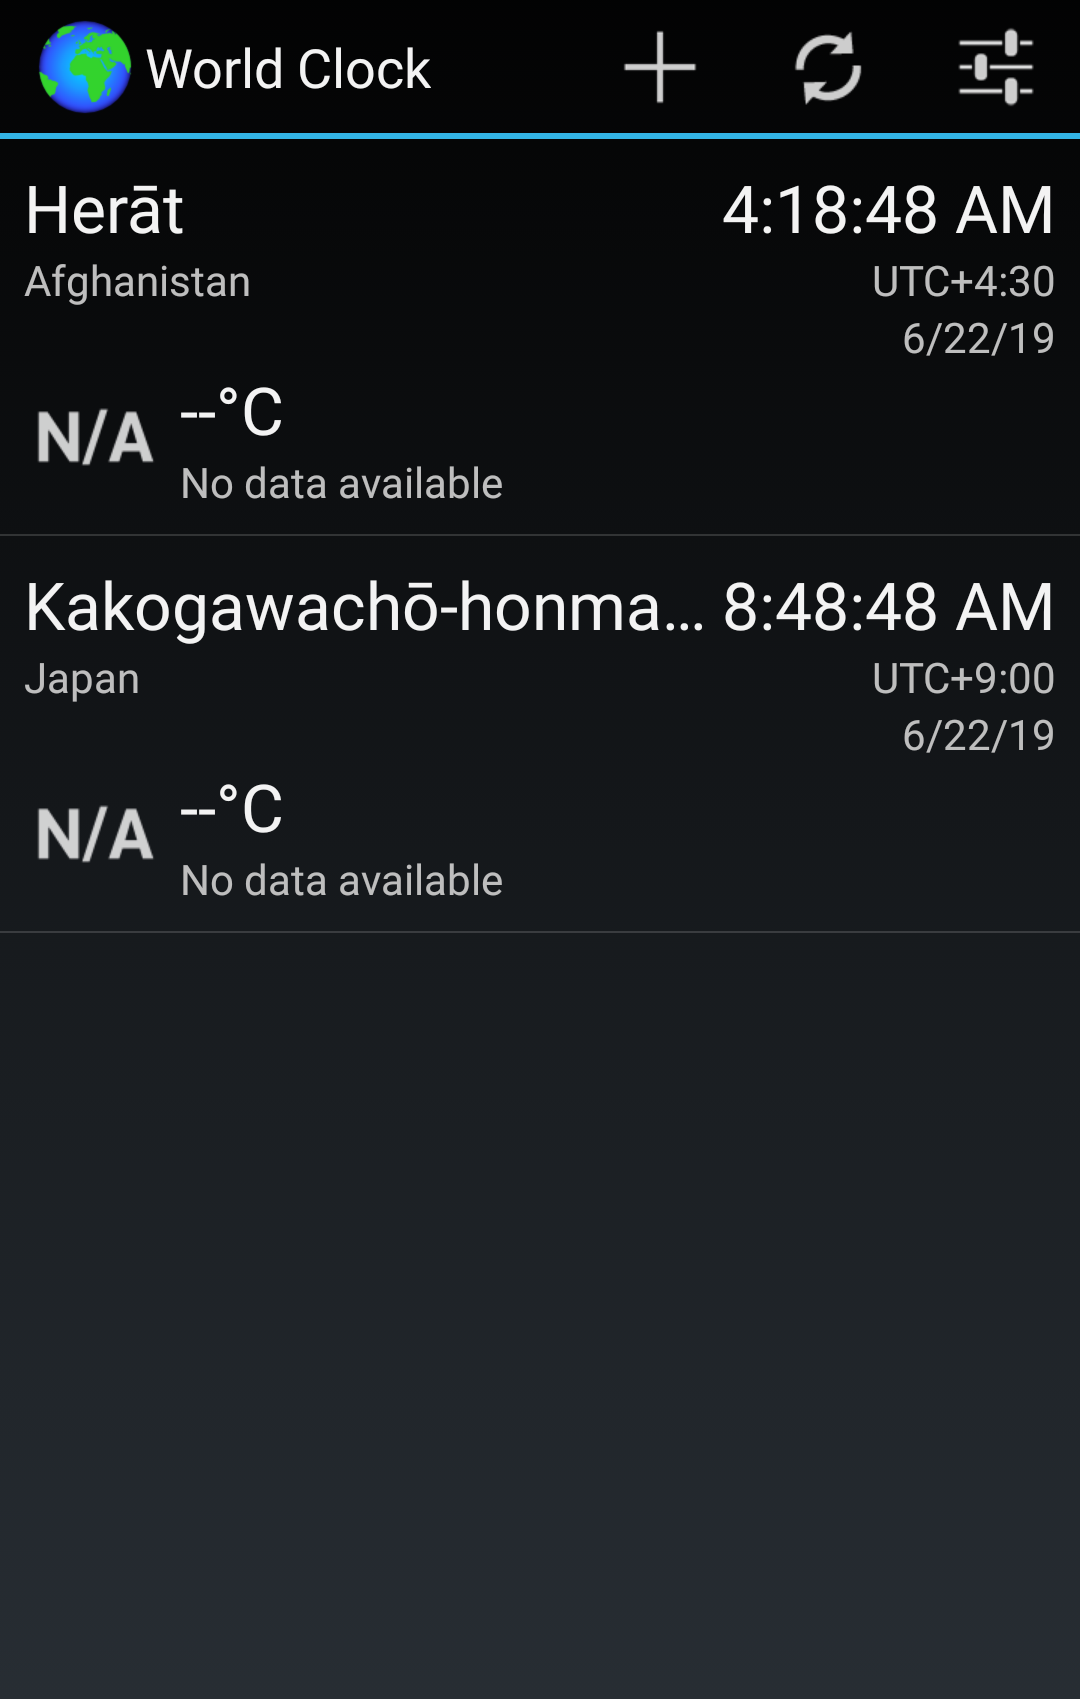 World Clock
Herāt 4:18:48 AM
Afghanistan UTC+4:30
6/22/19
N/A --°C
No data available
Kakogawachō-honma... 8:48:48 AM
Japan UTC+9:00
6/22/19
N/A --°C
No data available